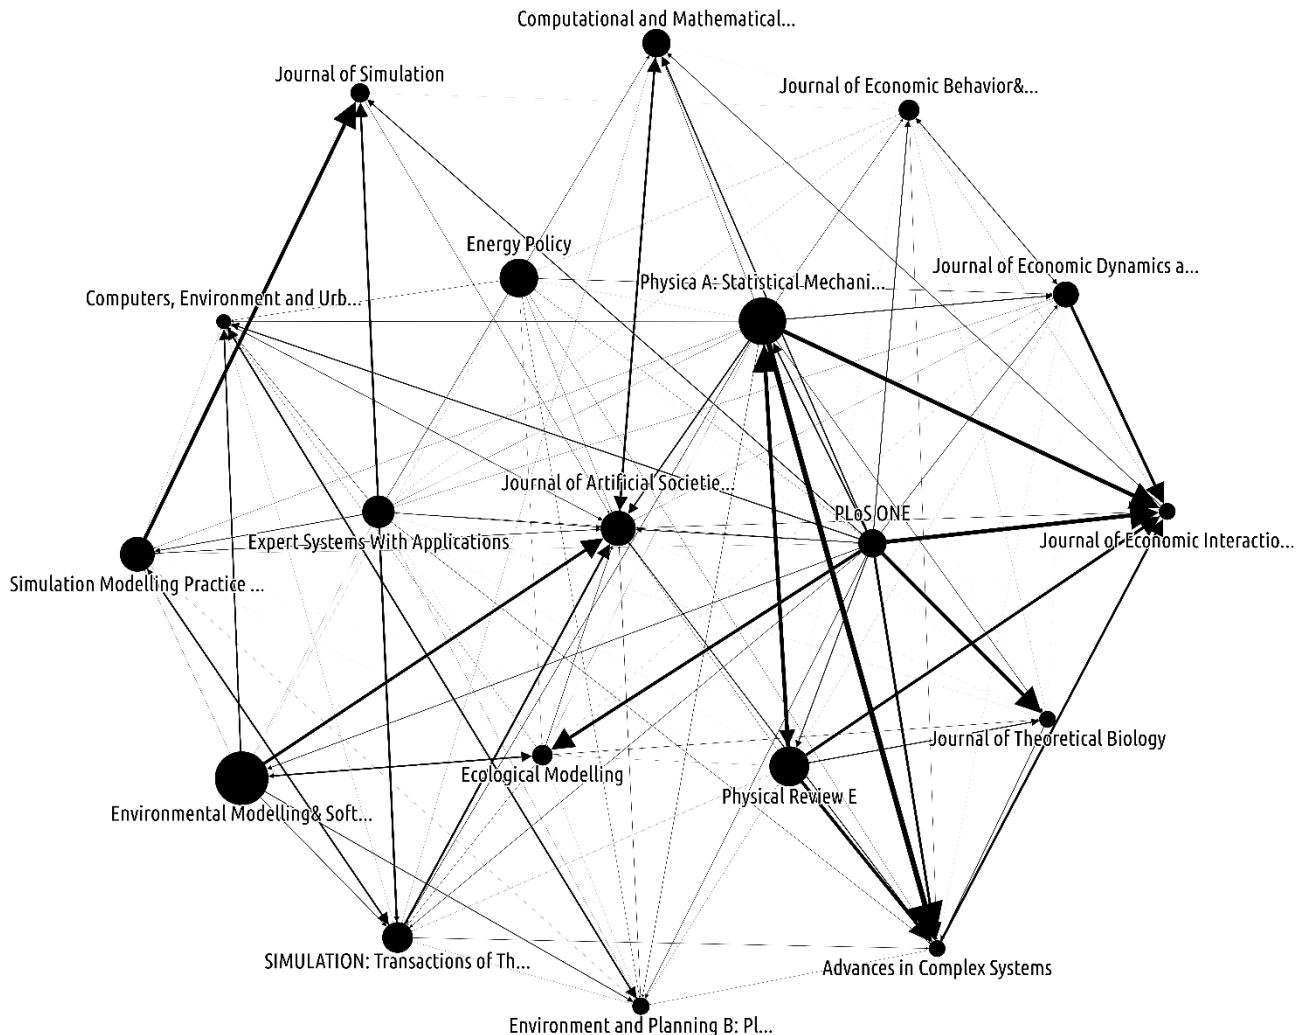 Computational and Mathematical...
Journal of Simulation
Journal of Economic Behavior&...
Energy Policy
Journal of Economic Dynamics a...
Physica A: Statistical Mechani...
Computers, Environment and Urb...
Journal of Artificial Societie...
PLoS ONE
Expert Systems With Applications
Journal of Economic Interactio...
Simulation Modelling Practice ...
Journal of Theoretical Biology
Ecological Modelling
Physical Review E
Environmental Modelling& Soft...
SIMULATION: Transactions of Th...
Advances in Complex Systems
Environment and Planning B: Pl...